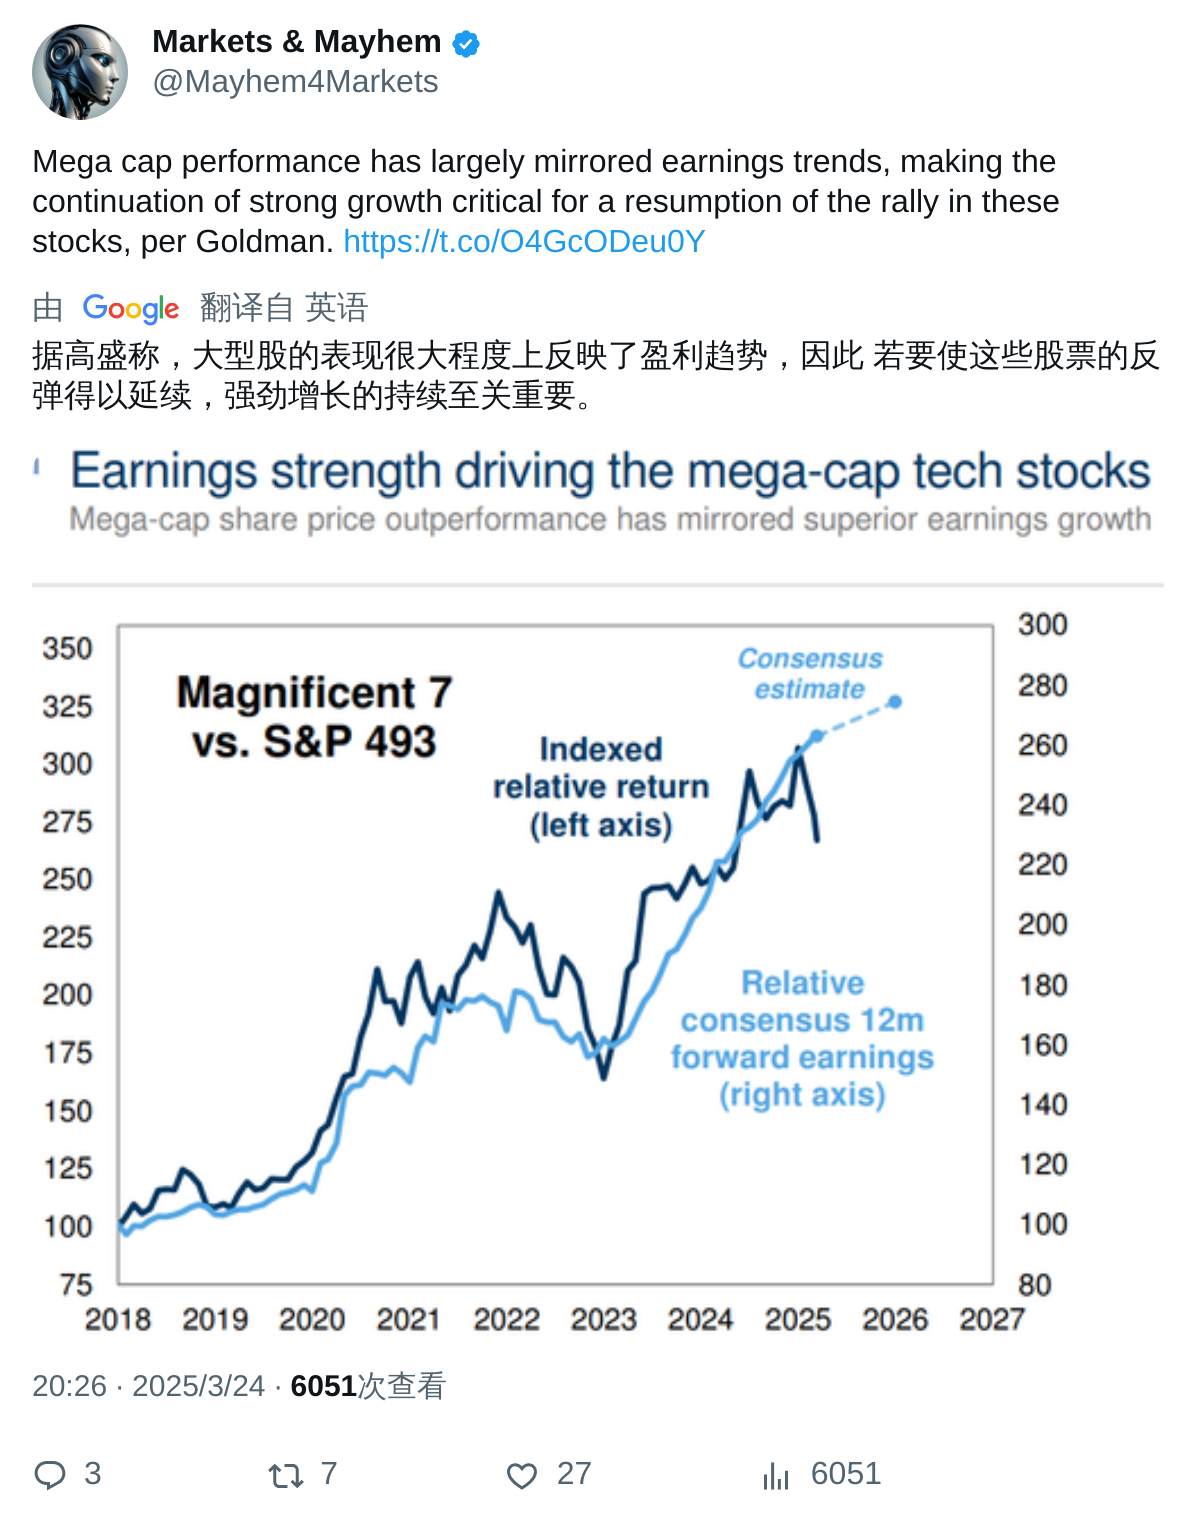 Markets & Mayhem
@Mayhem4Markets
Mega cap performance has largely mirrored earnings trends, making the
continuation of strong growth critical for a resumption of the rally in these
stocks, per Goldman. https://t.co/O4GcODeu0Y
由 Google 翻译自 英语
据高盛称，大型股的表现很大程度上反映了盈利趋势，因此 若要使这些股票的反
弹得以延续，强劲增长的持续至关重要。
Earnings strength driving the mega-cap tech stocks
Mega-cap share price outperformance has mirrored superior earnings growth
Magnificent 7
vs. S&P 493
Consensus
estimate
Indexed
relative return
(left axis)
Relative
consensus 12m
forward earnings
(right axis)
350
325
300
275
250
225
200
175
150
125
100
75
300
280
260
240
220
200
180
160
140
120
100
80
2018 2019 2020 2021 2022 2023 2024 2025 2026 2027
20:26 · 2025/3/24 · 6051次查看
3 7 27 6051